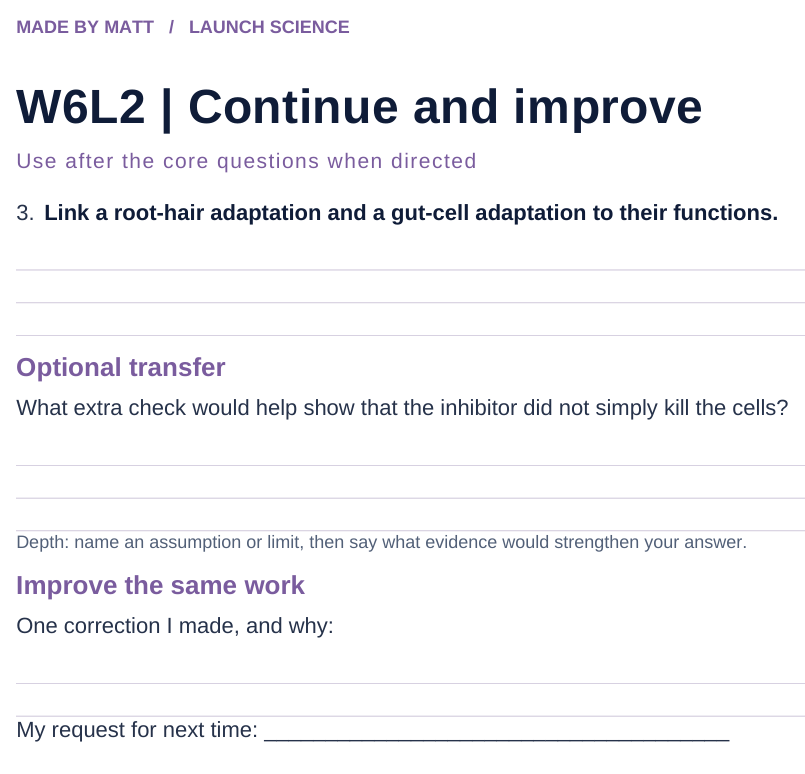 MADE BY MATT / LAUNCH SCIENCE
W6L2 | Continue and improve
Use after the core questions when directed
3. Link a root-hair adaptation and a gut-cell adaptation to their functions.
Optional transfer
What extra check would help show that the inhibitor did not simply kill the cells?
Depth: name an assumption or limit, then say what evidence would strengthen your answer.
Improve the same work
One correction I made, and why:
My request for next time: ______________________________________